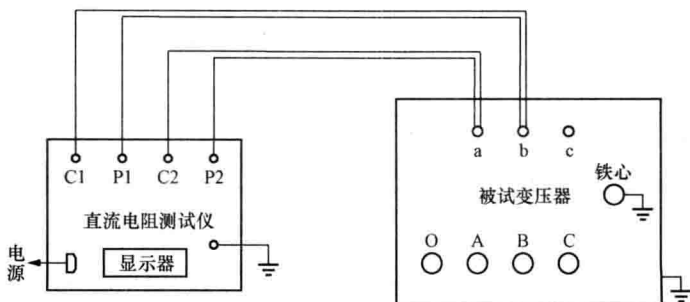 a b c
C1 P1 C2 P2
铁心
被试变压器
直流电阻测试仪
O A B C
电源
显示器